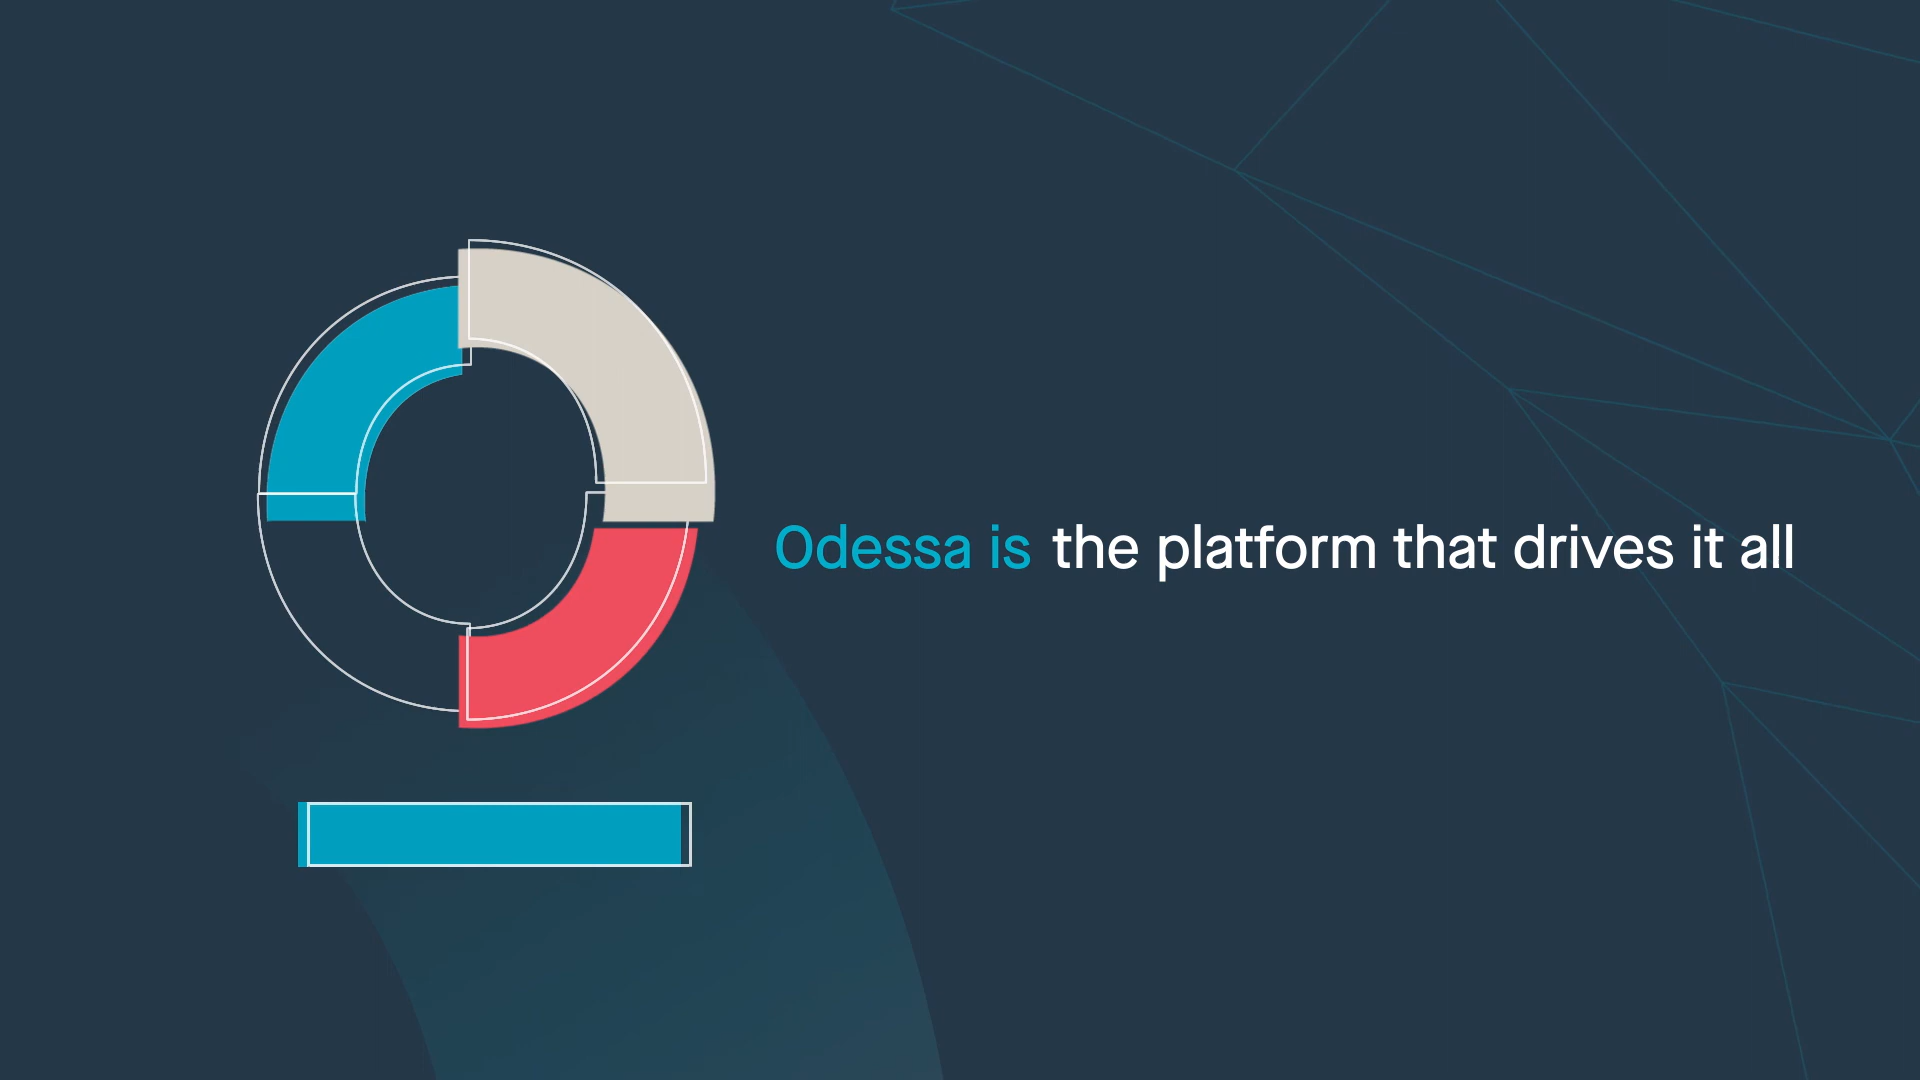 Odessa is the platform that drives it all